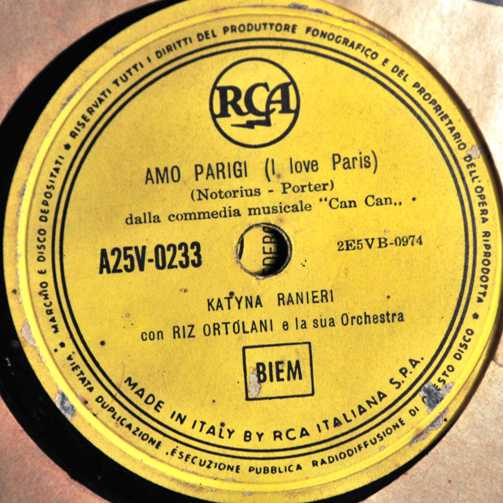 MARCHIO E DISCO DEPOSITATI ★ RISERVATI TUTTI I DIRITTI DEL PRODUTTORE FONOGRAFICO E DEL PROPRIETARIO DELL'OPERA RIPRODOTTA ★
RCA
AMO PARIGI (I love Paris)
(Notorius - Porter)
dalla commedia musicale "Can Can„
A25V-0233
2E5VB-0974
KATYNA RANIERI
con RIZ ORTOLANI e la sua Orchestra
BIEM
MADE IN ITALY BY RCA ITALIANA S.P.A.
VIETATA DUPLICAZIONE, ESECUZIONE PUBBLICA RADIODIFFUSIONE DI QUESTO DISCO